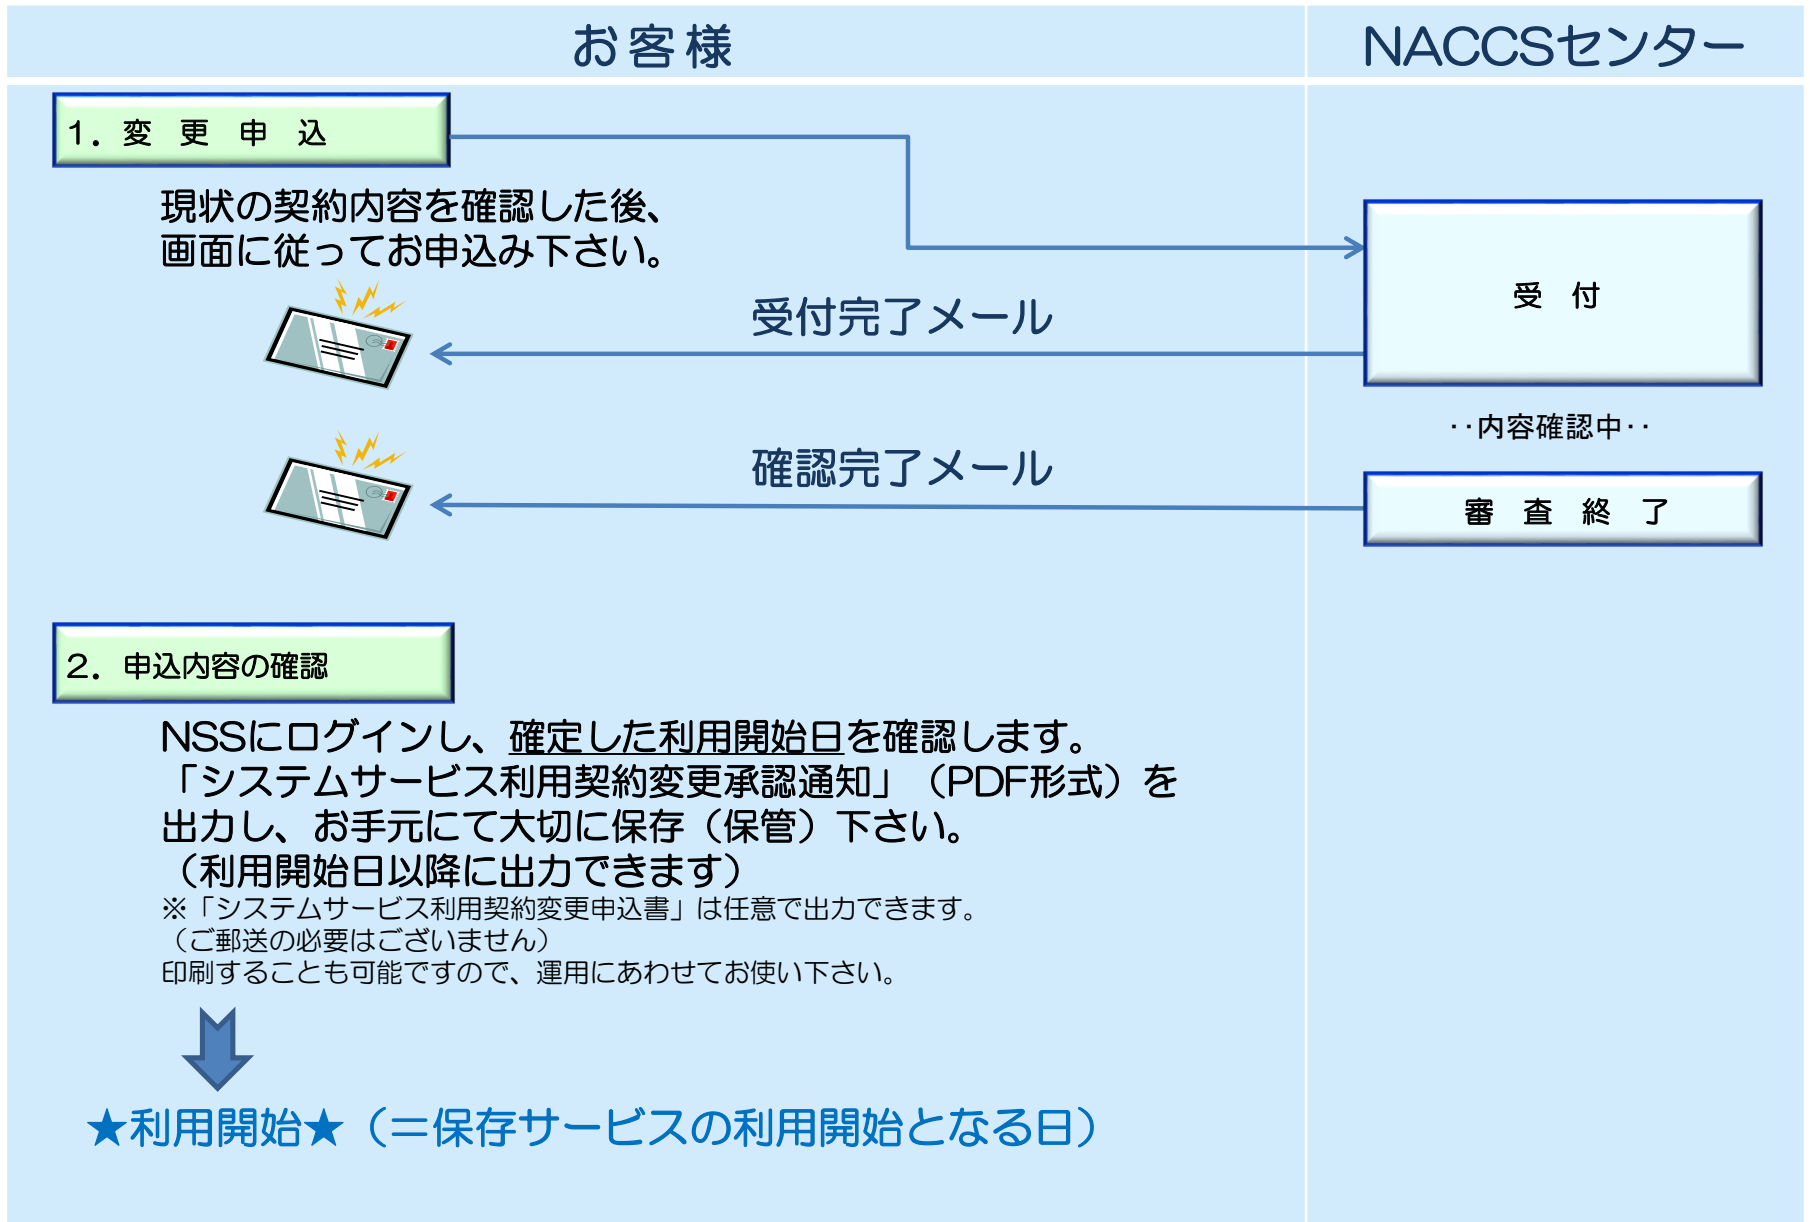 お客様
NACCSセンター
１．変　更　申　込
現状の契約内容を確認した後、
画面に従ってお申込み下さい。
受　付
受付完了メール
‥内容確認中‥
確認完了メール
審　査　終　了
２．申込内容の確認
NSSにログインし、確定した利用開始日を確認します。
「システムサービス利用契約変更承認通知」（PDF形式）を
出力し、お手元にて大切に保存（保管）下さい。
（利用開始日以降に出力できます）
※「システムサービス利用契約変更申込書」は任意で出力できます。
（ご郵送の必要はございません）
印刷することも可能ですので、運用にあわせてお使い下さい。
★利用開始★（＝保存サービスの利用開始となる日）